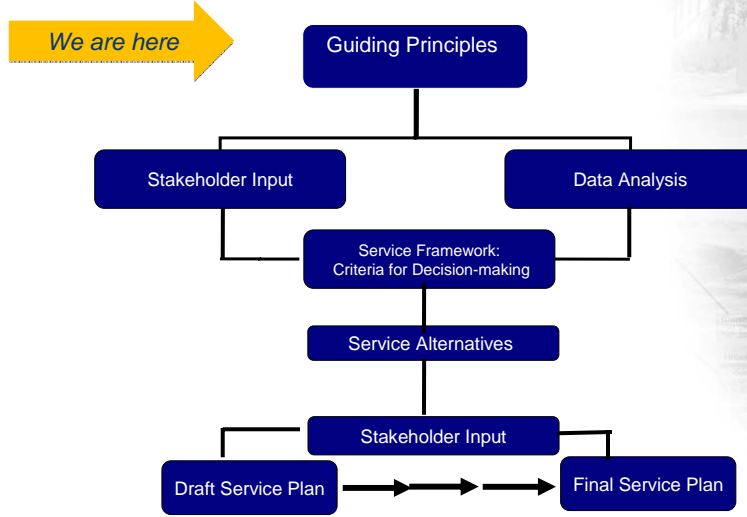 We are here
Guiding Principles
Stakeholder Input
Data Analysis
Service Framework:
Criteria for Decision-making
Service Alternatives
Stakeholder Input
Draft Service Plan
Final Service Plan